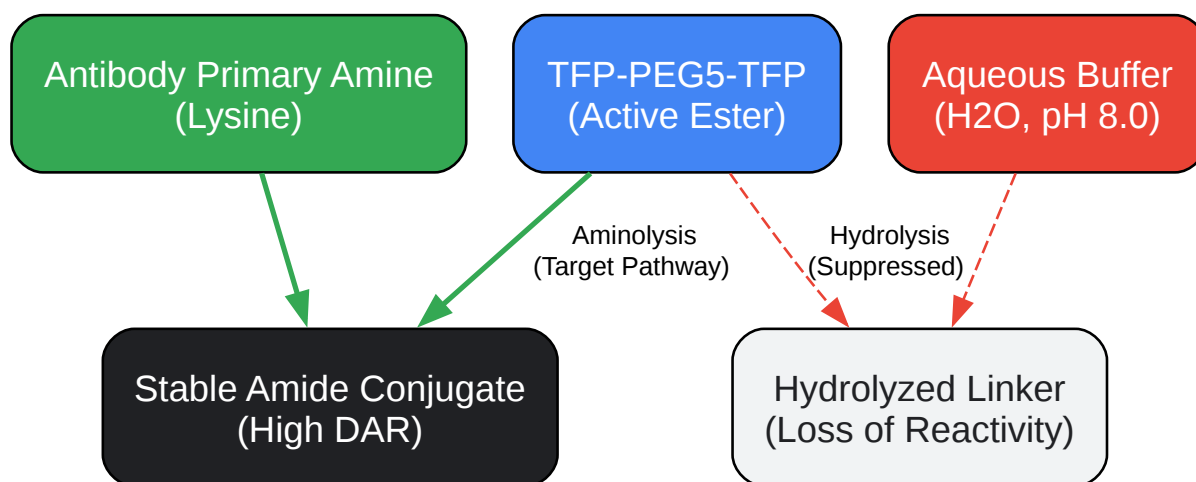 Antibody Primary Amine
(Lysine)
TFP-PEG5-TFP
(Active Ester)
Aqueous Buffer
(H2O, pH 8.0)
Aminolysis
(Target Pathway)
Hydrolysis
(Suppressed)
Stable Amide Conjugate
(High DAR)
Hydrolyzed Linker
(Loss of Reactivity)